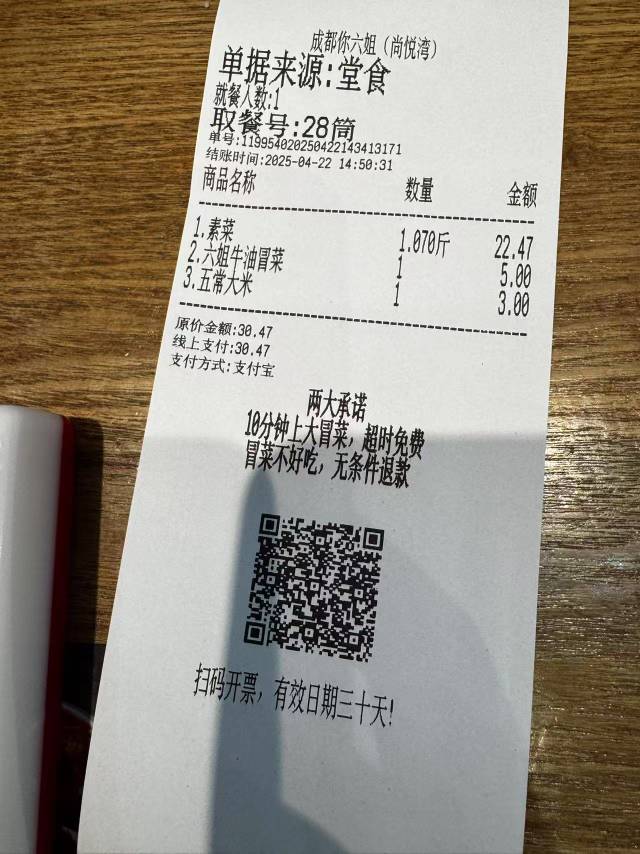 成都你六姐（尚悦湾）
单据来源:堂食
就餐人数:1
取餐号:28筒
单号:119954020250422143413171
结账时间:2025-04-22 14:50:31
商品名称 数量 金额
1.素菜 1.070斤 22.47
2.六姐牛油冒菜 1 5.00
3.五常大米 1 3.00
原价金额:30.47
线上支付:30.47
支付方式:支付宝
两大承诺
10分钟上大冒菜，超时免费
冒菜不好吃，无条件退款
扫码开票，有效日期三十天!